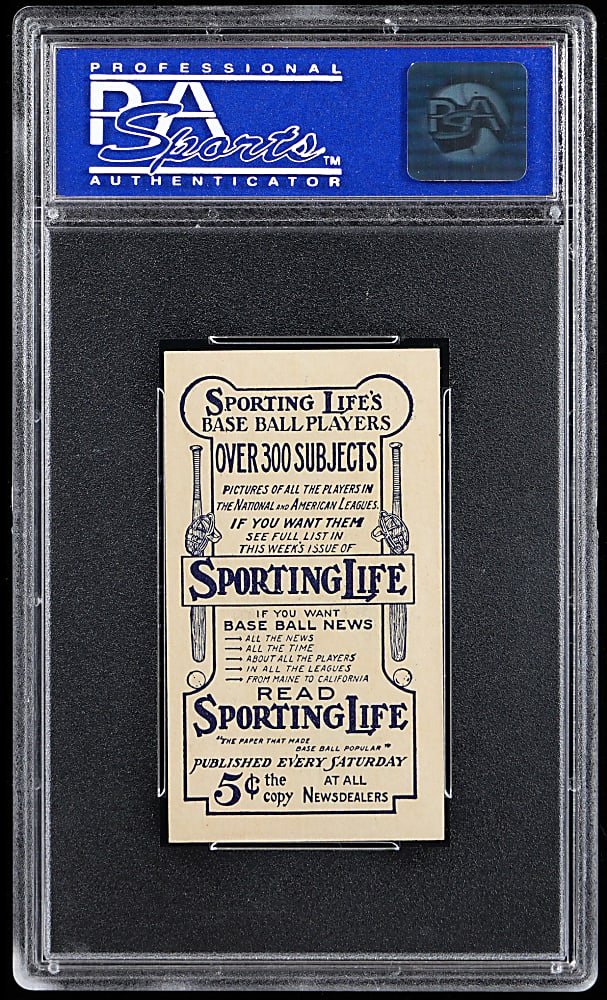 PROFESSIONAL
PSA
Sports™
AUTHENTICATOR
PSA
SPORTING LIFE'S
BASE BALL PLAYERS
OVER 300 SUBJECTS
PICTURES OF ALL THE PLAYERS IN
THE NATIONAL AND AMERICAN LEAGUES.
IF YOU WANT THEM
SEE FULL LIST IN
THIS WEEK'S ISSUE OF
SPORTING LIFE
IF YOU WANT
BASE BALL NEWS
→ ALL THE NEWS
→ ALL THE TIME
→ ABOUT ALL THE PLAYERS
→ IN ALL THE LEAGUES
→ FROM MAINE TO CALIFORNIA
READ
SPORTING LIFE
"THE PAPER THAT MADE
BASE BALL POPULAR"
PUBLISHED EVERY SATURDAY
5¢ the copy AT ALL NEWSDEALERS